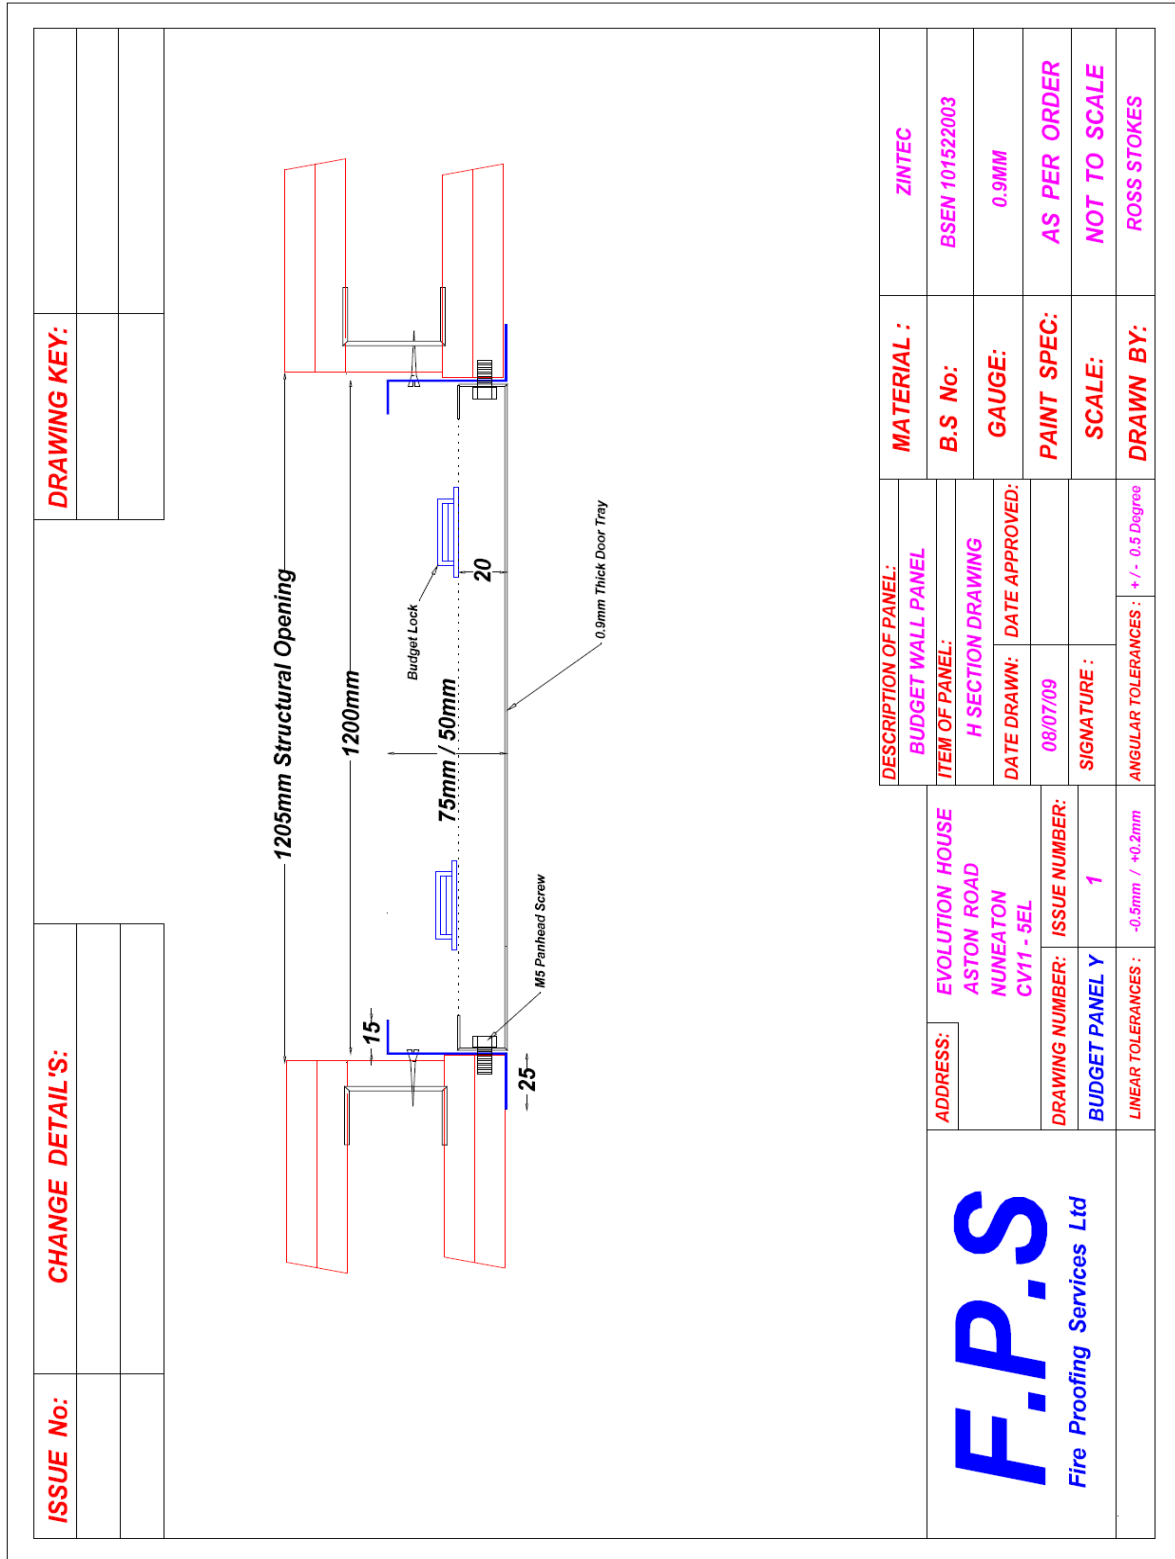 ISSUE No:
CHANGE DETAIL'S:
DRAWING KEY:
1205mm Structural Opening
1200mm
15
Budget Lock
75mm / 50mm
20
25
M5 Panhead Screw
0.9mm Thick Door Tray
F.P.S
Fire Proofing Services Ltd
ADDRESS:
EVOLUTION HOUSE
ASTON ROAD
NUNEATON
CV11 - 5EL
DRAWING NUMBER:
ISSUE NUMBER:
BUDGET PANEL Y
1
LINEAR TOLERANCES :
-0.5mm / +0.2mm
DESCRIPTION OF PANEL:
BUDGET WALL PANEL
ITEM OF PANEL:
H SECTION DRAWING
DATE DRAWN:
DATE APPROVED:
08/07/09
SIGNATURE :
ANGULAR TOLERANCES :
+ / - 0.5 Degree
MATERIAL :
ZINTEC
B.S No:
BSEN 101522003
GAUGE:
0.9MM
PAINT SPEC:
AS PER ORDER
SCALE:
NOT TO SCALE
DRAWN BY:
ROSS STOKES